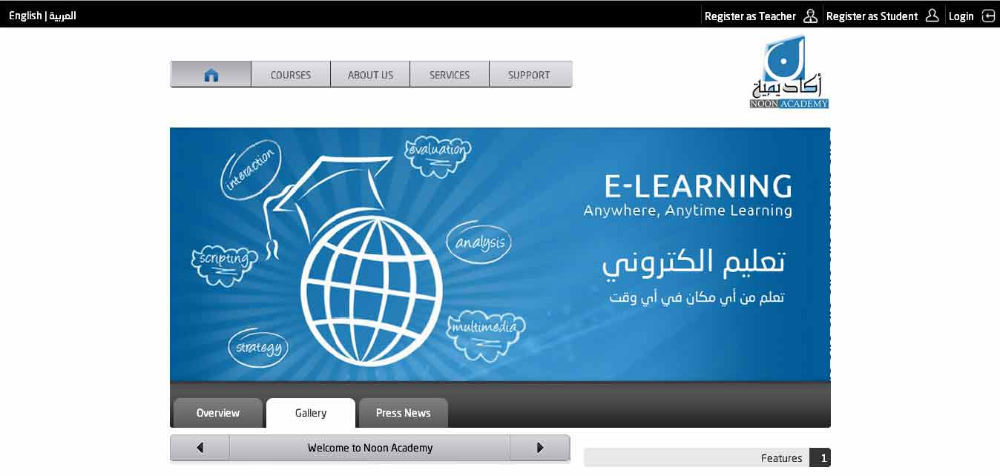 English | العربية
Register as Teacher
Register as Student
Login
COURSES
ABOUT US
SERVICES
SUPPORT
أكاديمية
NOON ACADEMY
interaction
evaluation
E-LEARNING
Anywhere, Anytime Learning
analysis
scripting
تعليم الكتروني
تعلم من أي مكان في أي وقت
multimedia
strategy
Overview
Gallery
Press News
Welcome to Noon Academy
Features 1